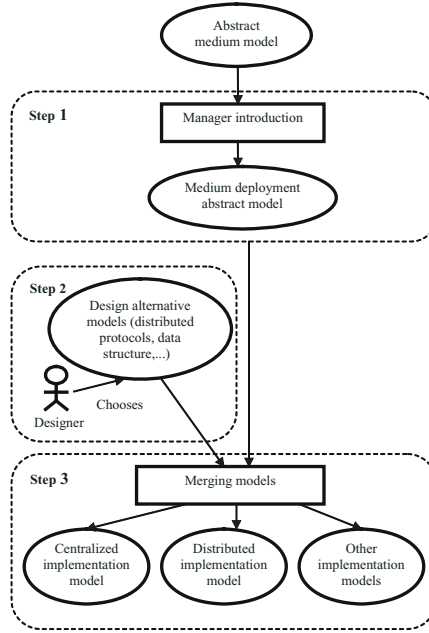 Abstract
medium model
Step 1
Manager introduction
Medium deployment
abstract model
Step 2
Design alternative
models (distributed
protocols, data
structure,...)
Chooses
Designer
Step 3
Merging models
Centralized
implementation
model
Distributed
implementation
model
Other
implementation
models